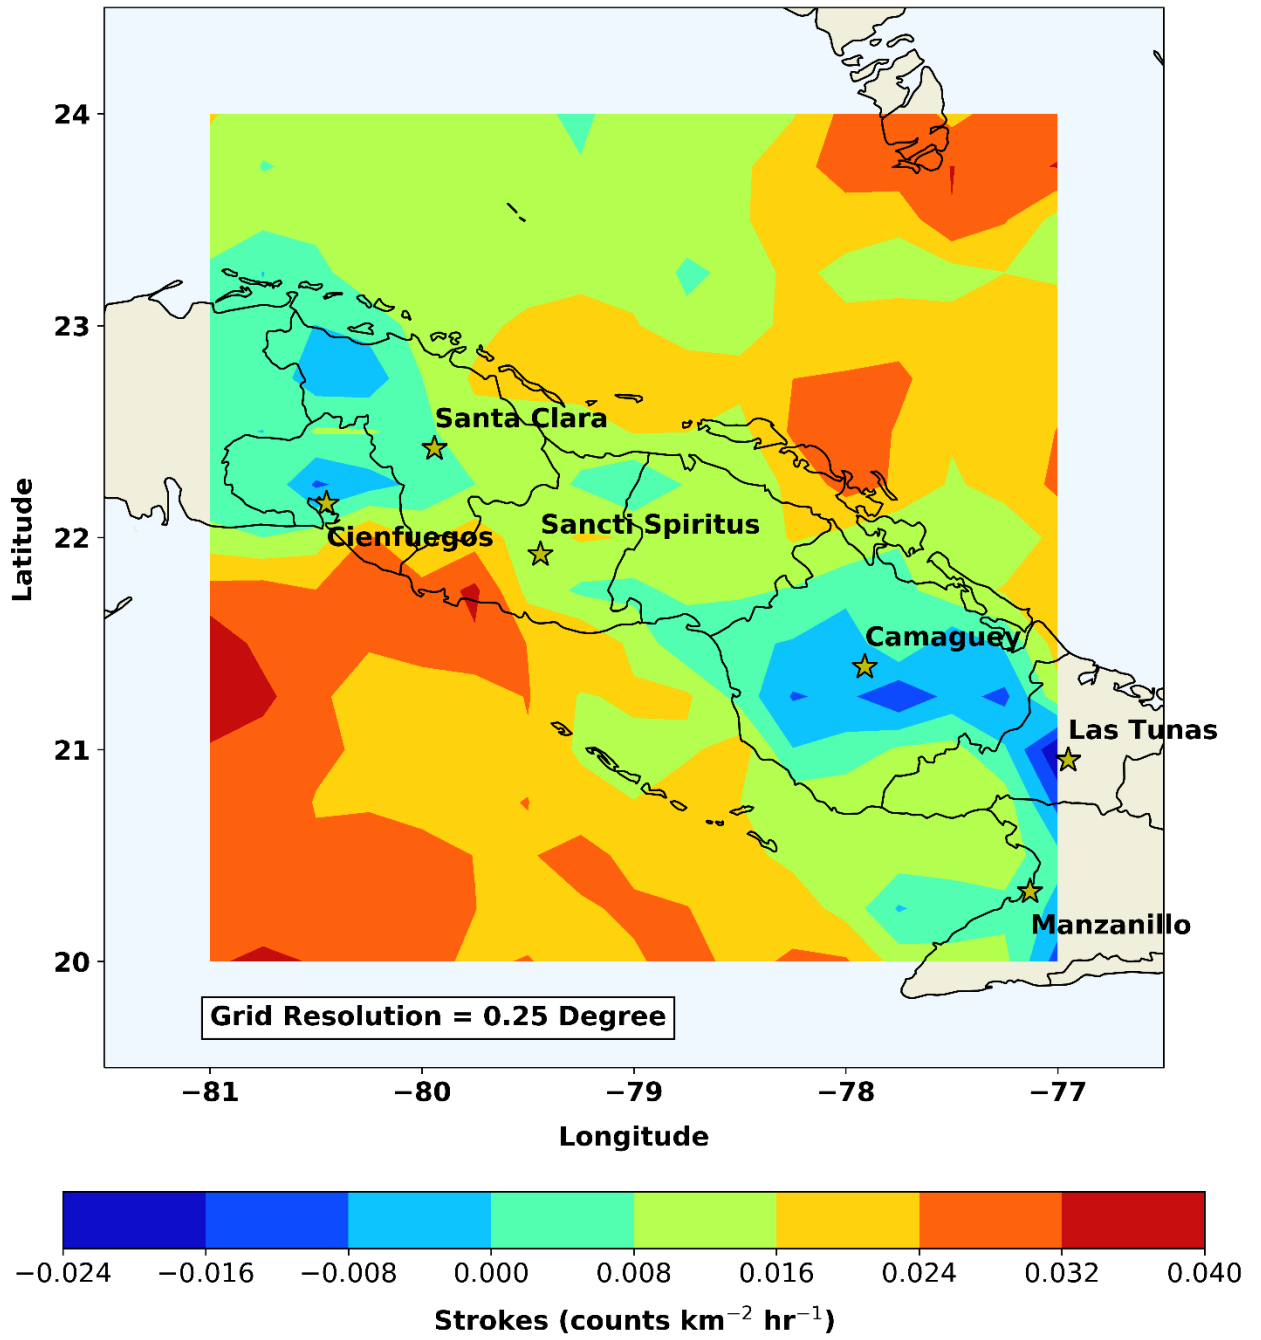 24
23
Santa Clara
22
Sancti Spiritus
Cienfuegos
Camaguey
Las Tunas
21
Manzanillo
20
Latitude
Grid Resolution = 0.25 Degree
−81 −80 −79 −78 −77
Longitude
−0.024 −0.016 −0.008 0.000 0.008 0.016 0.024 0.032 0.040
Strokes (counts km⁻² hr⁻¹)